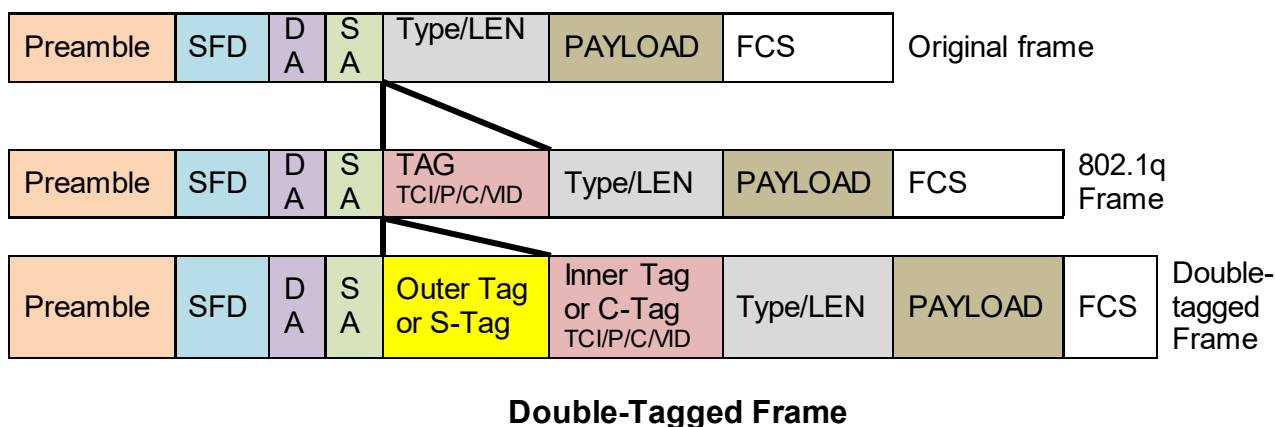 Preamble SFD D A S A Type/LEN PAYLOAD FCS Original frame
Preamble SFD D A S A TAG TCI/P/C/VID Type/LEN PAYLOAD FCS 802.1q Frame
Preamble SFD D A S A Outer Tag or S-Tag Inner Tag or C-Tag TCI/P/C/VID Type/LEN PAYLOAD FCS Double-tagged Frame
Double-Tagged Frame